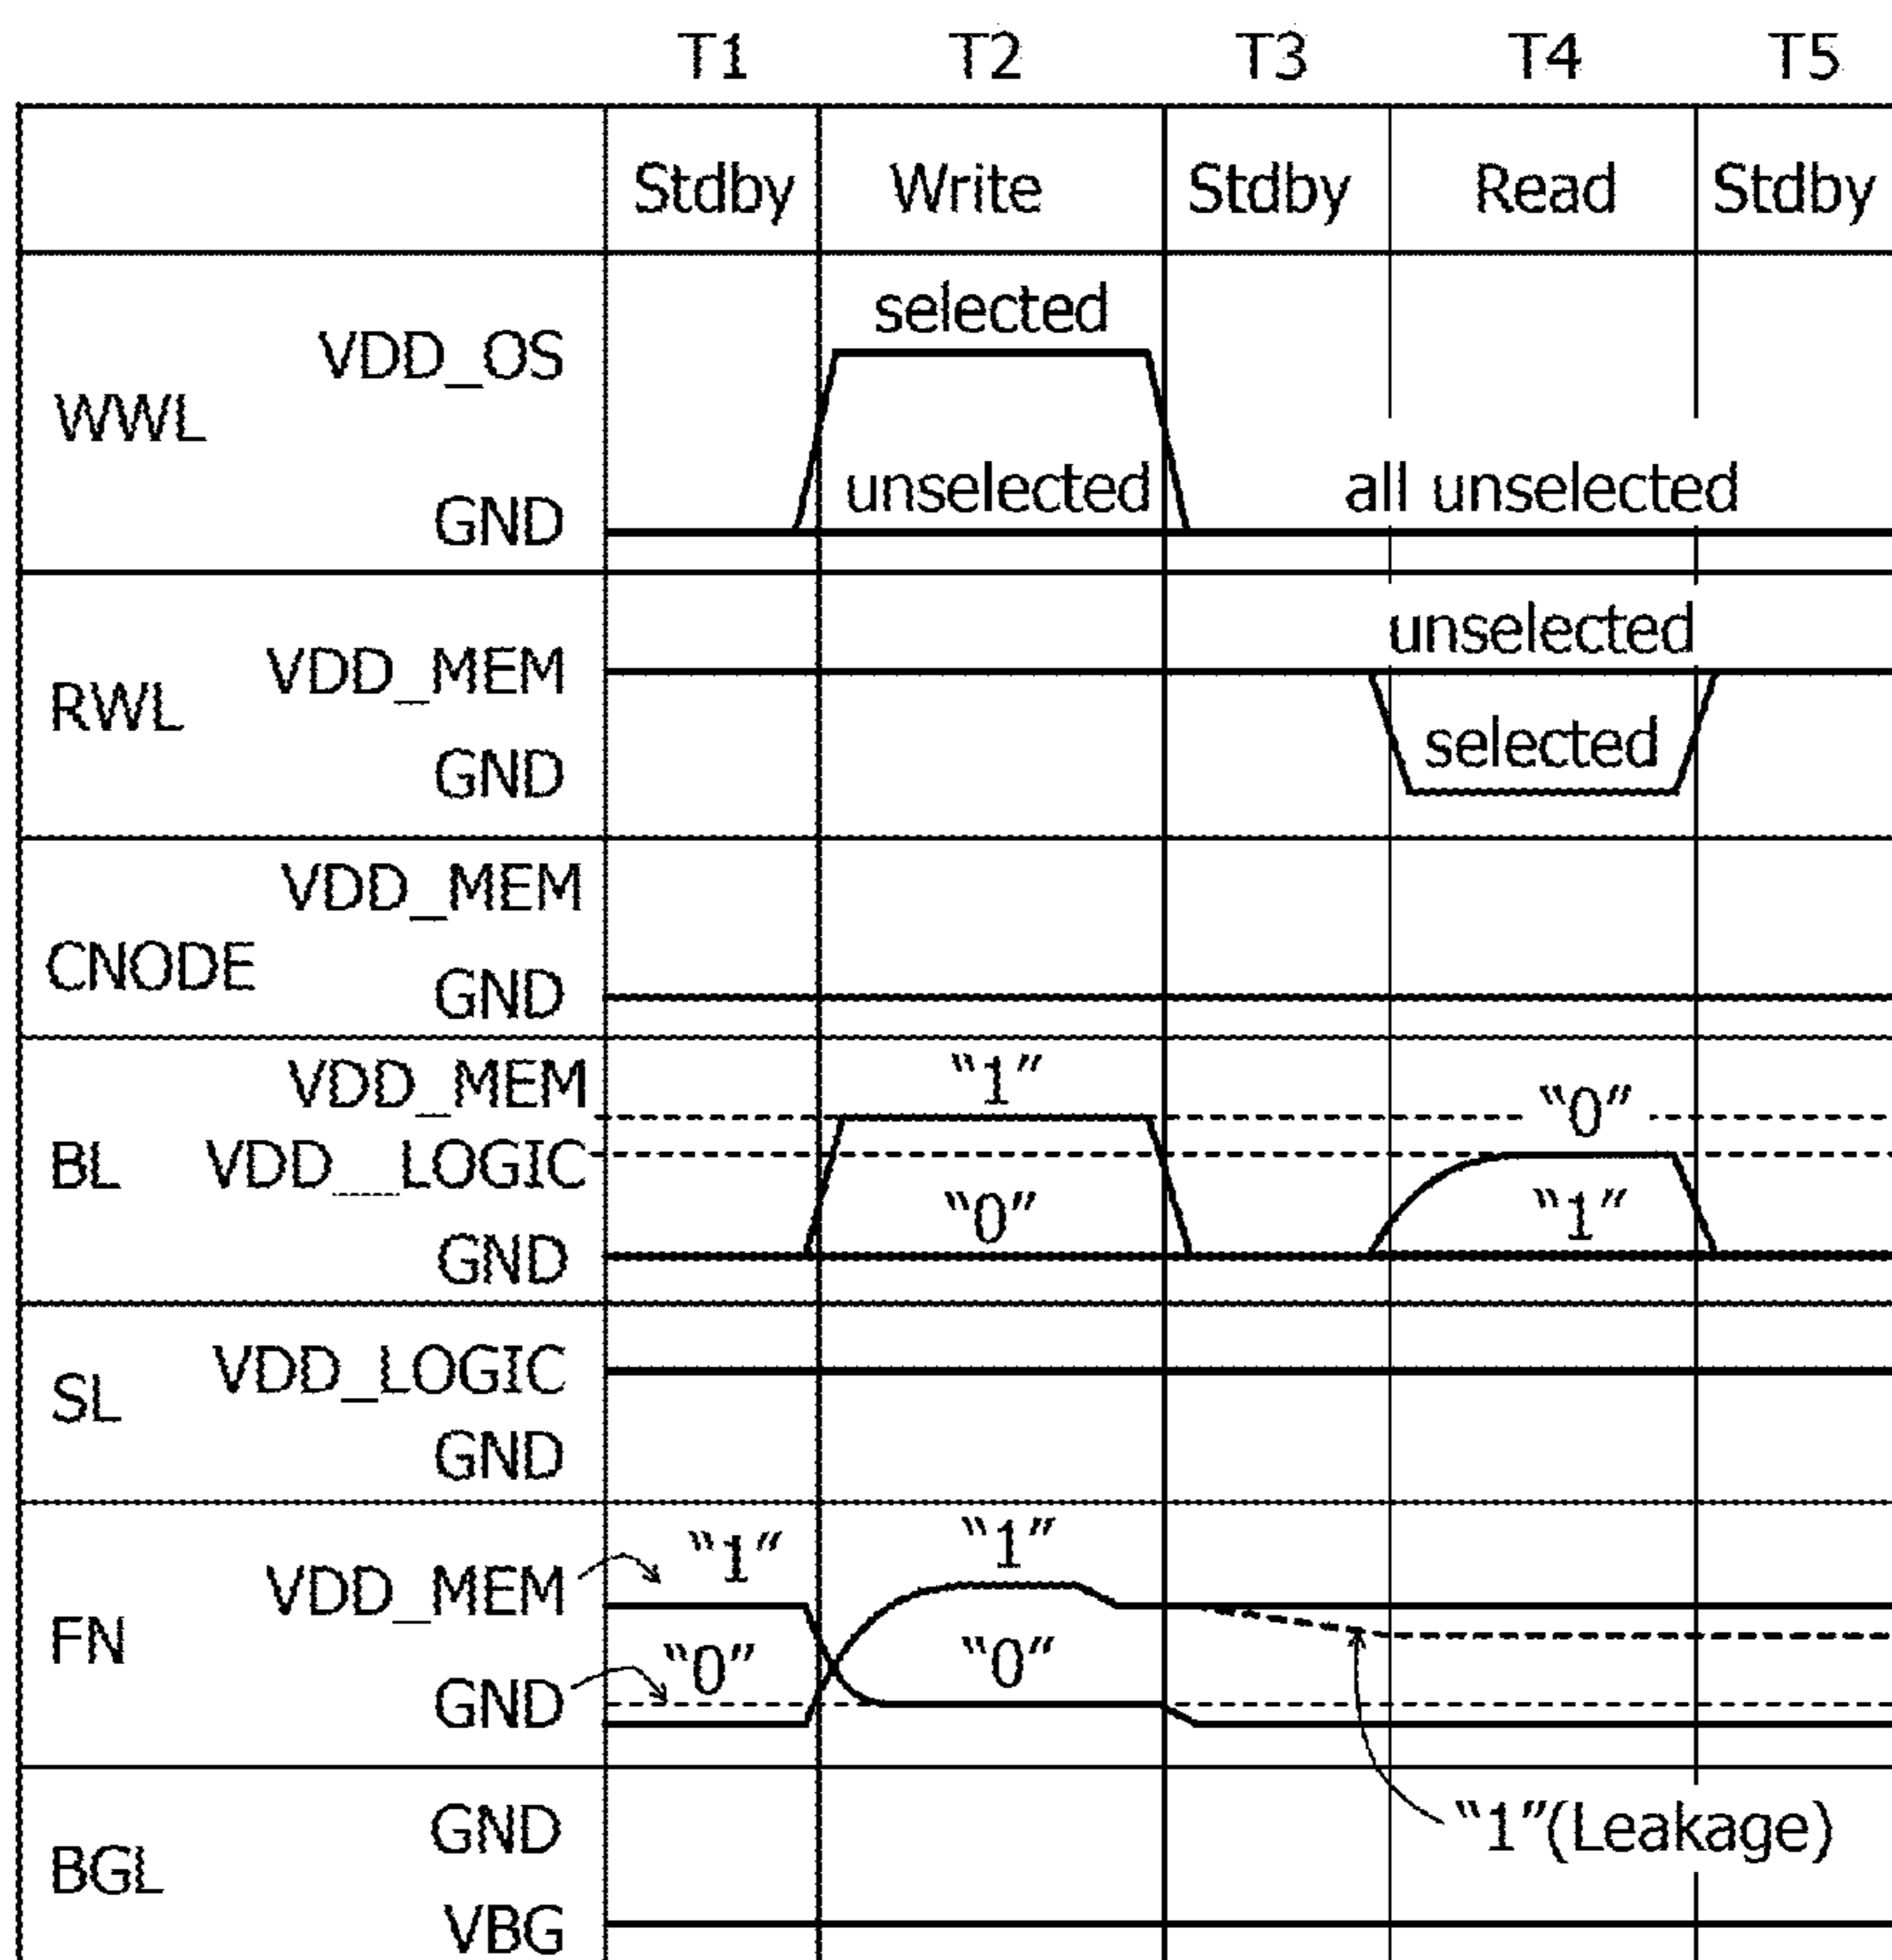 T1 T2 T3 T4 T5
Stdby Write Stdby Read Stdby
selected
VDD_OS
WWL
unselected all unselected
GND
unselected
VDD_MEM
RWL
selected
GND
VDD_MEM
CNODE
GND
VDD_MEM “1”
“0”
BL VDD_LOGIC
“0” “1”
GND
VDD_LOGIC
SL
GND
“1” “1”
VDD_MEM
FN
“0” “0”
GND
“1”(Leakage)
GND
BGL
VBG